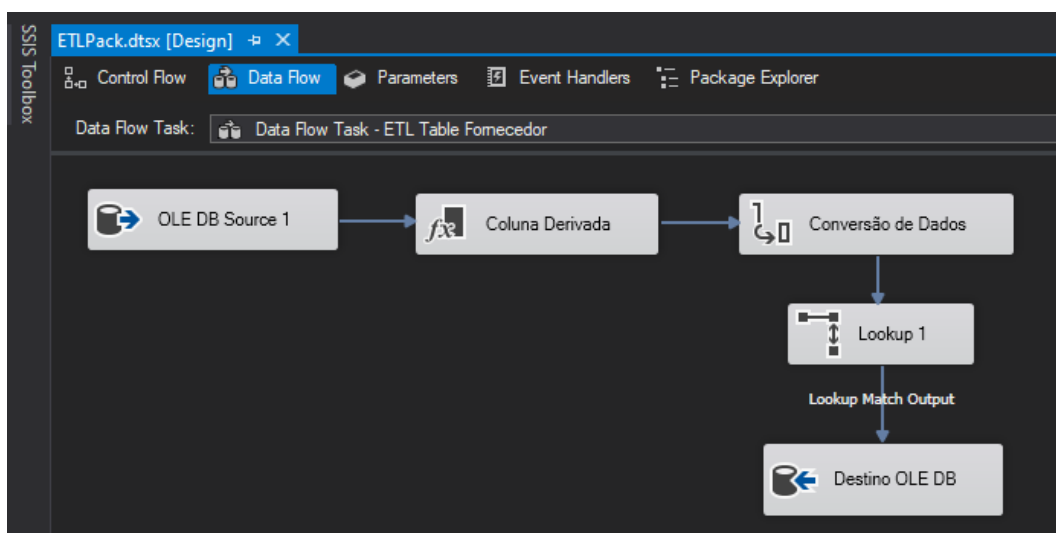 SSIS Toolbox
ETLPack.dtsx [Design]
Control Flow Data Flow Parameters Event Handlers Package Explorer
Data Flow Task: Data Flow Task - ETL Table Fornecedor
OLE DB Source 1 Coluna Derivada Conversão de Dados
Lookup 1
Lookup Match Output
Destino OLE DB